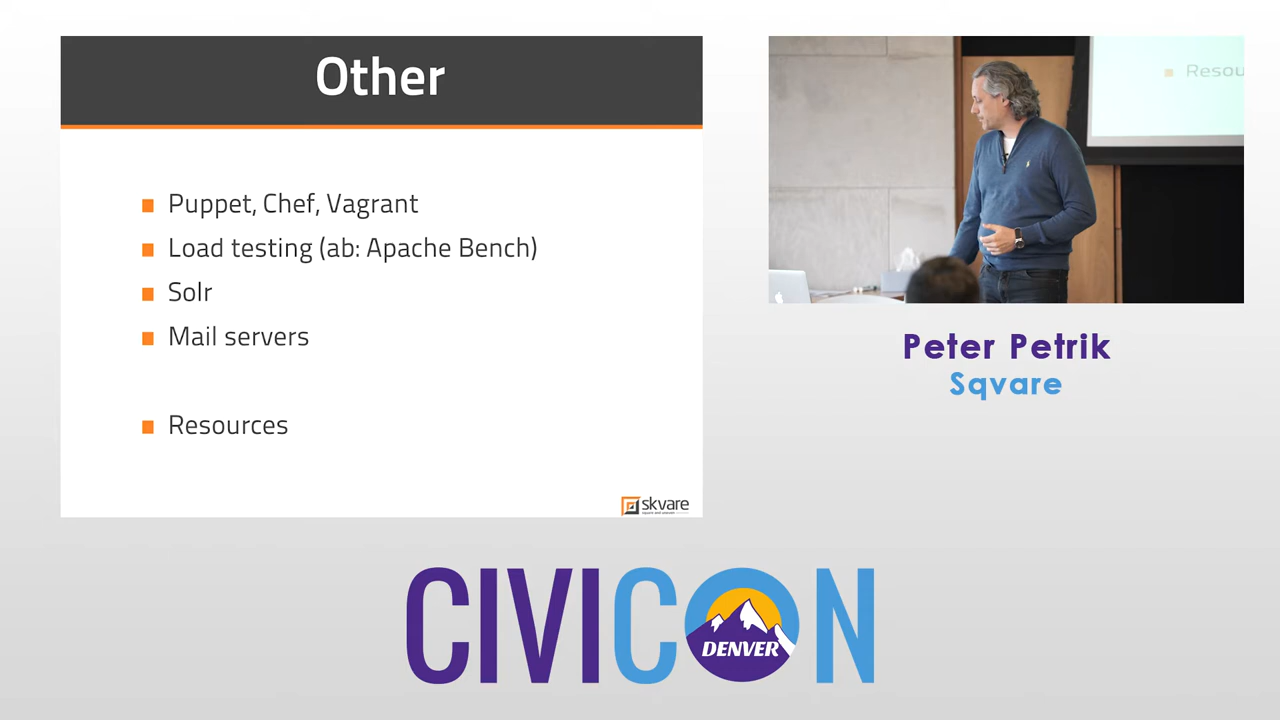 Other
Puppet, Chef, Vagrant
Load testing (ab: Apache Bench)
Solr
Mail servers
Resources
skvare
Resou
Peter Petrik
Sqvare
CIVICON
DENVER